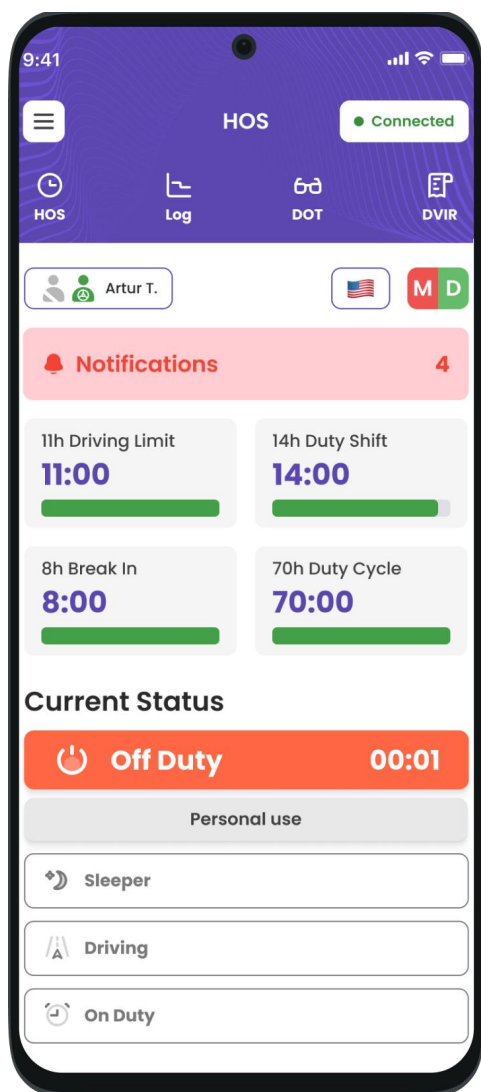 9:41
HOS
Connected
HOS Log DOT DVIR
Artur T.
M D
Notifications 4
11h Driving Limit
11:00
14h Duty Shift
14:00
8h Break In
8:00
70h Duty Cycle
70:00
Current Status
Off Duty 00:01
Personal use
Sleeper
Driving
On Duty